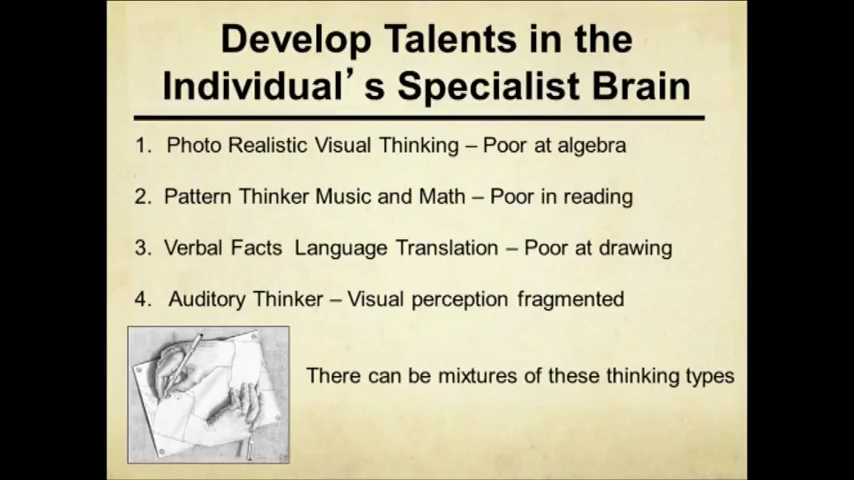 Develop Talents in the
Individual’s Specialist Brain
1. Photo Realistic Visual Thinking – Poor at algebra
2. Pattern Thinker Music and Math – Poor in reading
3. Verbal Facts Language Translation – Poor at drawing
4. Auditory Thinker – Visual perception fragmented
There can be mixtures of these thinking types